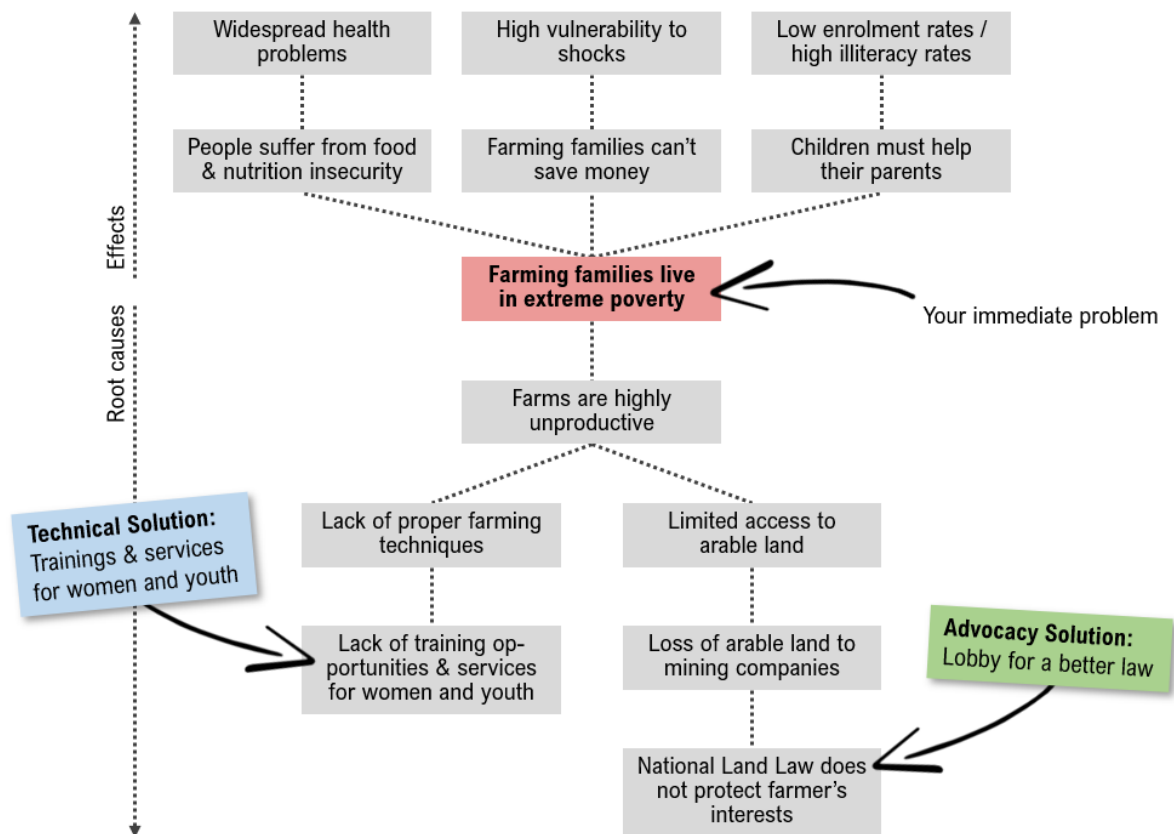 Widespread health
problems
High vulnerability to
shocks
Low enrolment rates /
high illiteracy rates
People suffer from food
& nutrition insecurity
Farming families can't
save money
Children must help
their parents
Effects
Farming families live
in extreme poverty
Your immediate problem
Root causes
Farms are highly
unproductive
Technical Solution:
Trainings & services
for women and youth
Lack of proper farming
techniques
Limited access to
arable land
Lack of training op-
portunities & services
for women and youth
Loss of arable land to
mining companies
Advocacy Solution:
Lobby for a better law
National Land Law does
not protect farmer's
interests